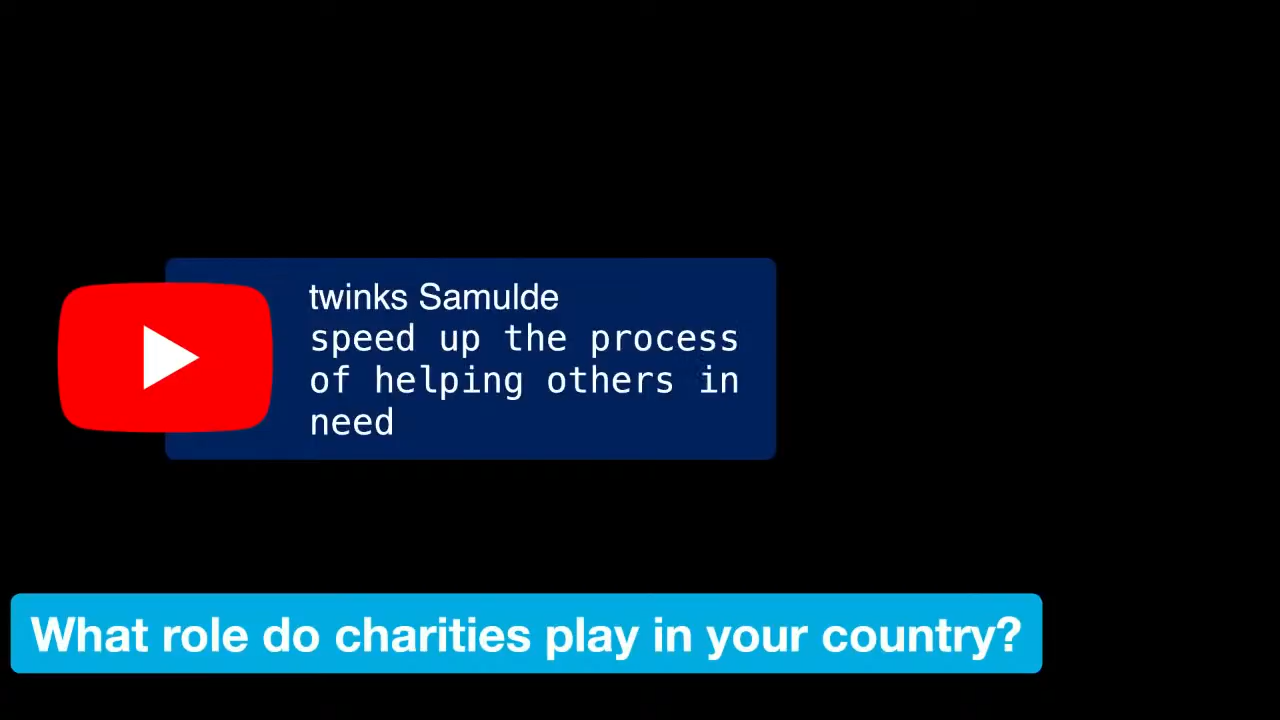 twinks Samulde
speed up the process
of helping others in
need
What role do charities play in your country?